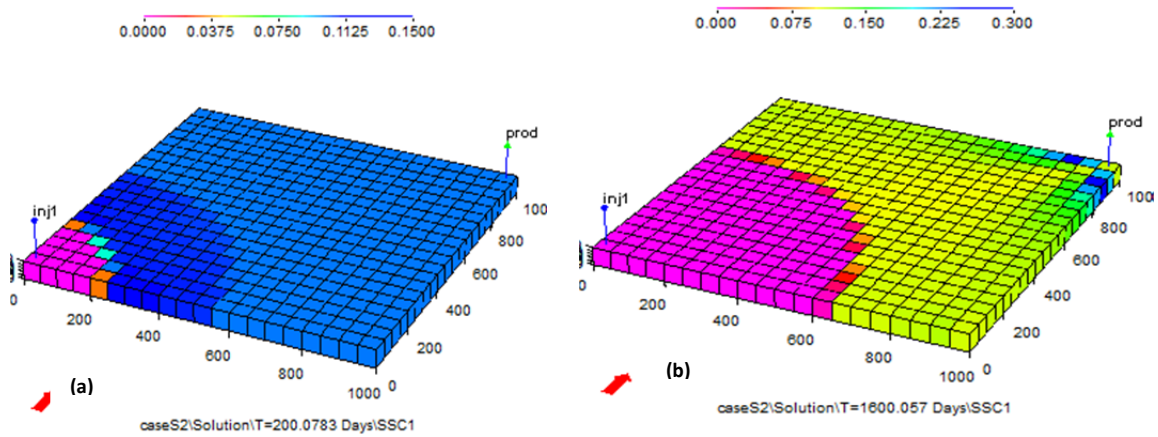 0.0000 0.0375 0.0750 0.1125 0.1500
prod
inj1
0 200 400 600 800 1000
0 200 400 600 800 100
(a)
caseS2\Solution\T=200.0783 Days\SSC1
0.000 0.075 0.150 0.225 0.300
prod
inj1
0 200 400 600 800 1000
0 200 400 600 800 100
(b)
caseS2\Solution\T=1600.057 Days\SSC1